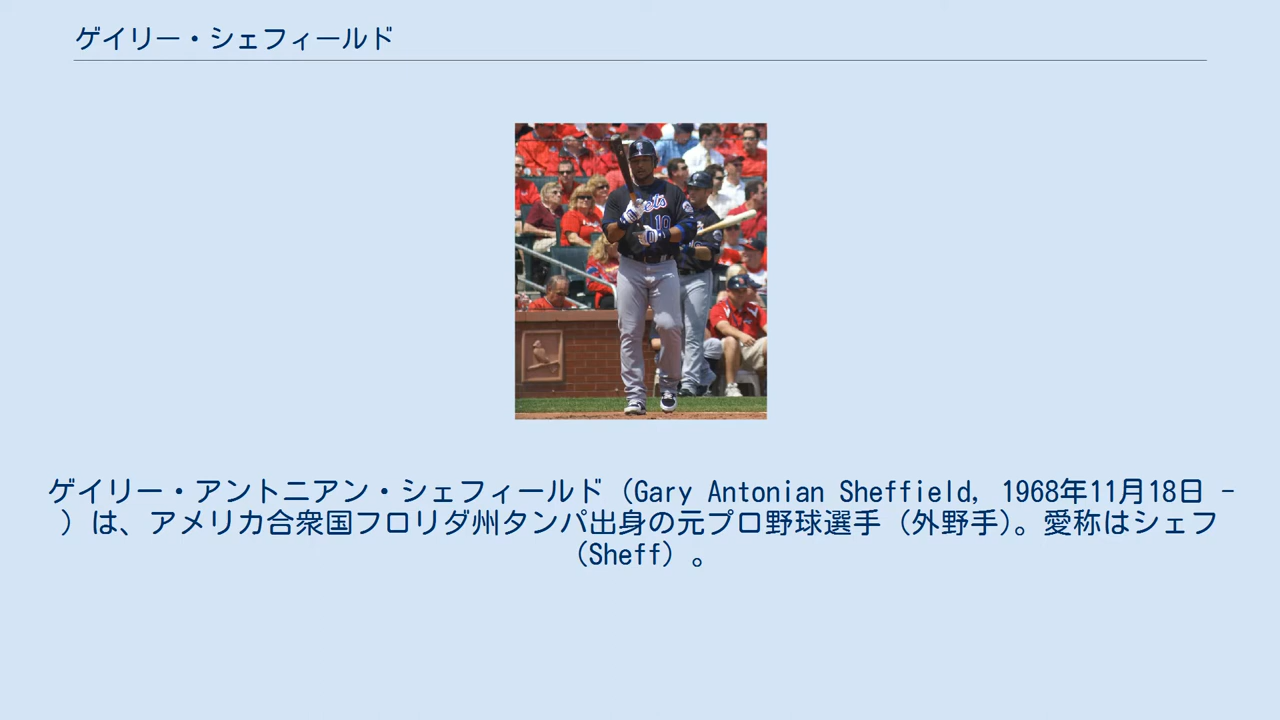 ゲイリー・シェフィールド
ets
10
ゲイリー・アントニアン・シェフィールド（Gary Antonian Sheffield, 1968年11月18日 -
）は、アメリカ合衆国フロリダ州タンパ出身の元プロ野球選手（外野手）。愛称はシェフ
（Sheff）。